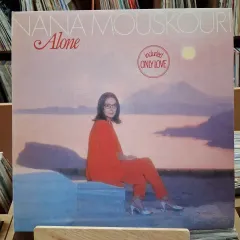 NANA MOUSKOURI
Alone
includes
ONLY LOVE